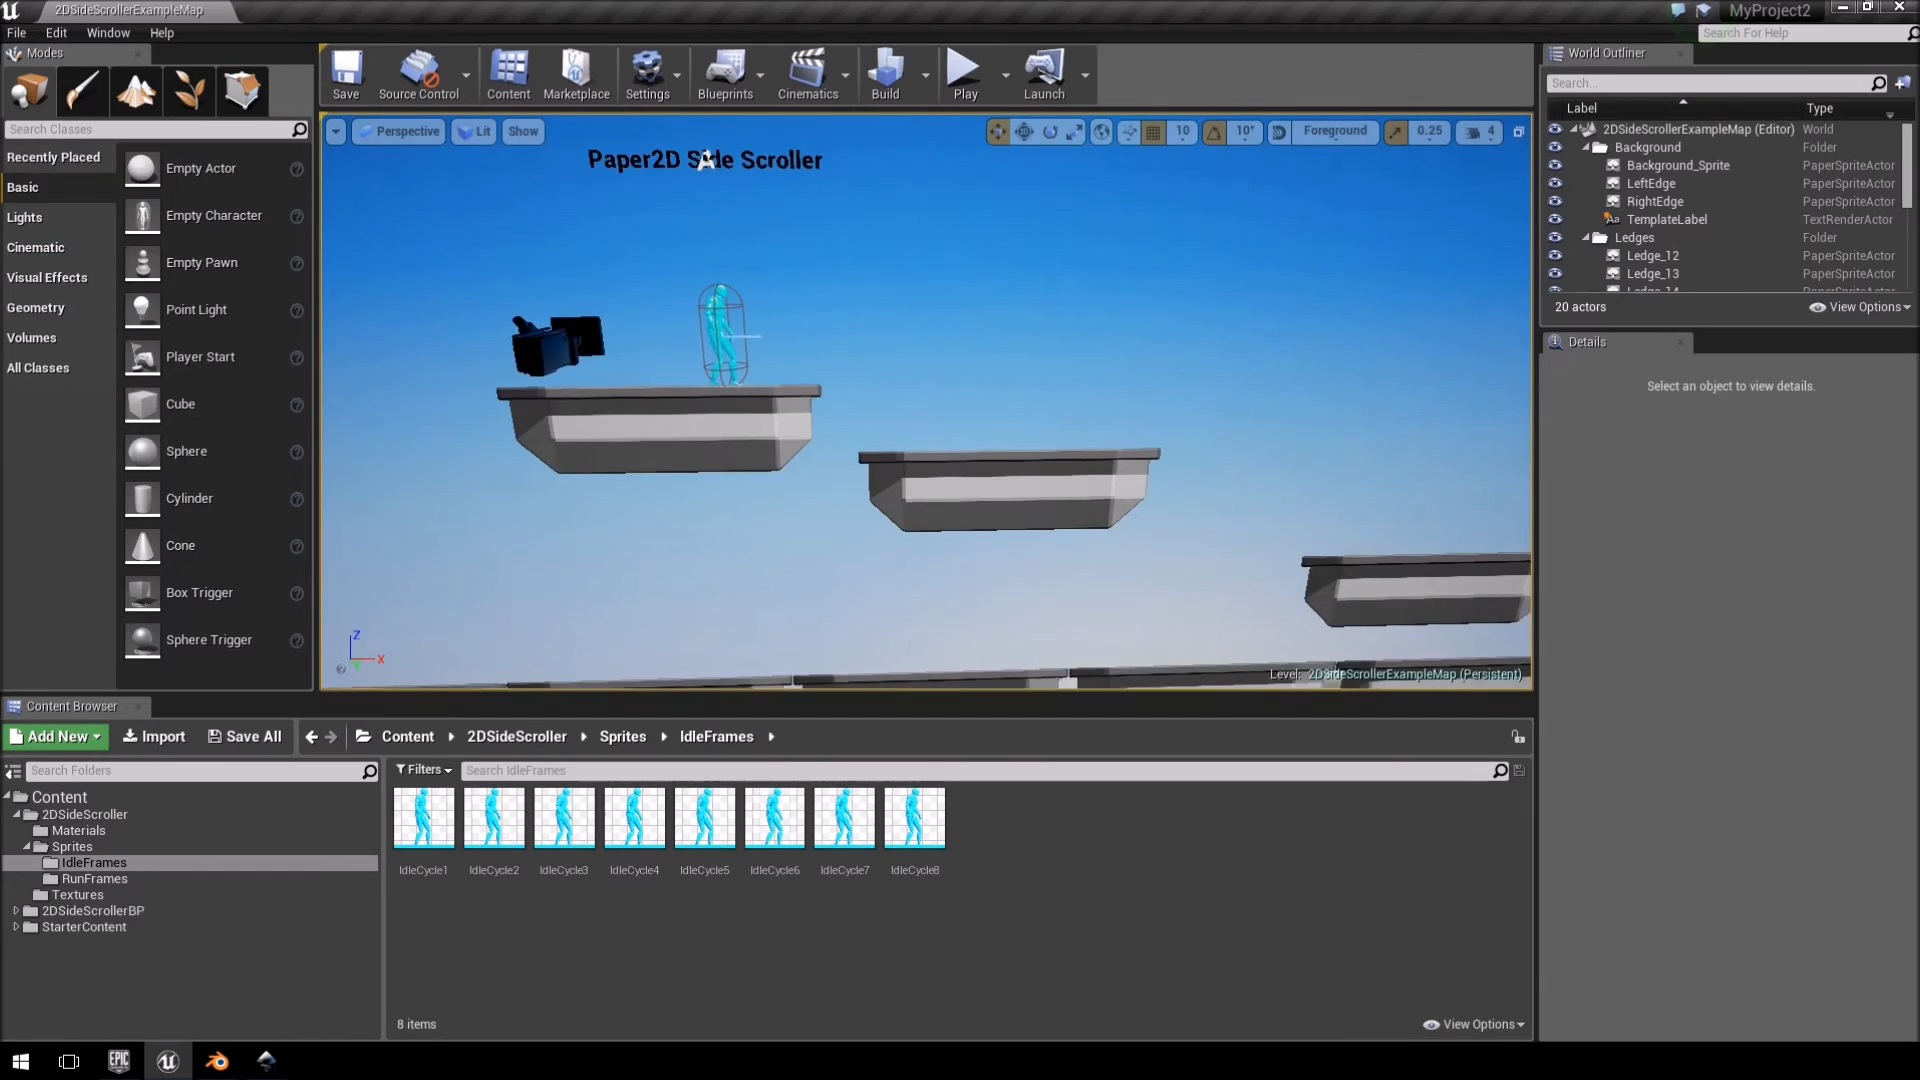 2DSideScrollerExampleMap
MyProject2
File Edit Window Help
Search For Help
Modes
Save
Source Control
Content
Marketplace
Settings
Blueprints
Cinematics
Build
Play
Launch
World Outliner
Search...
Label Type
Search Classes
Recently Placed
Basic
Lights
Cinematic
Visual Effects
Geometry
Volumes
All Classes
Empty Actor
Empty Character
Empty Pawn
Point Light
Player Start
Cube
Sphere
Cylinder
Cone
Box Trigger
Sphere Trigger
Perspective Lit Show
10 10° Foreground 0.25 4
Paper2D Side Scroller
Z
X
Level: 2DSideScrollerExampleMap (Persistent)
2DSideScrollerExampleMap (Editor) World
Background Folder
Background_Sprite PaperSpriteActor
LeftEdge PaperSpriteActor
RightEdge PaperSpriteActor
TemplateLabel TextRenderActor
Ledges Folder
Ledge_12 PaperSpriteActor
Ledge_13 PaperSpriteActor
Ledge_14 PaperSpriteActor
20 actors View Options
Details
Select an object to view details.
Content Browser
Add New Import Save All Content 2DSideScroller Sprites IdleFrames
Search Folders
Filters Search IdleFrames
Content
2DSideScroller
Materials
Sprites
IdleFrames
RunFrames
Textures
2DSideScrollerBP
StarterContent
IdleCycle1 IdleCycle2 IdleCycle3 IdleCycle4 IdleCycle5 IdleCycle6 IdleCycle7 IdleCycle8
8 items View Options
EPIC